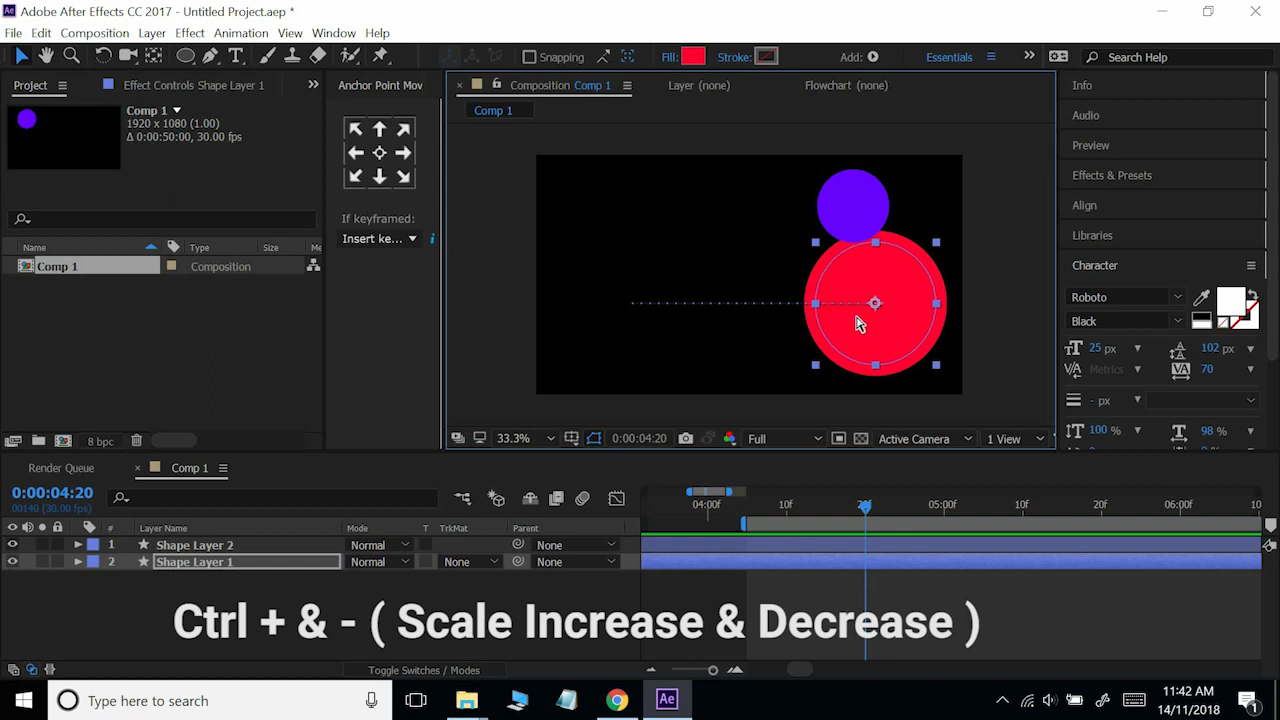 Adobe After Effects CC 2017 - Untitled Project.aep *
File Edit Composition Layer Effect Animation View Window Help
Snapping Fill: Stroke: Add: Essentials Search Help
Project Effect Controls Shape Layer 1 Anchor Point Mov Composition Comp 1 Layer (none) Flowchart (none) Info
Comp 1
1920 x 1080 (1.00)
Δ 0:00:50:00, 30.00 fps
Comp 1
Audio
Preview
Effects & Presets
Align
Libraries
Character
If keyframed:
Insert ke...
Name Type Size Me
Comp 1 Composition
Roboto
Black
25 px 102 px
Metrics 70
- px
100 % 98 %
8 bpc 33.3% 0:00:04:20 Full Active Camera 1 View
Render Queue Comp 1
0:00:04:20
00140 (30.00 fps)
04:00f 10f 20f 05:00f 10f 20f 06:00f 10
# Layer Name Mode T TrkMat Parent
1 Shape Layer 2 Normal None
2 Shape Layer 1 Normal None None
Ctrl + & - ( Scale Increase & Decrease )
Toggle Switches / Modes
Type here to search
Ae
11:42 AM
14/11/2018
1